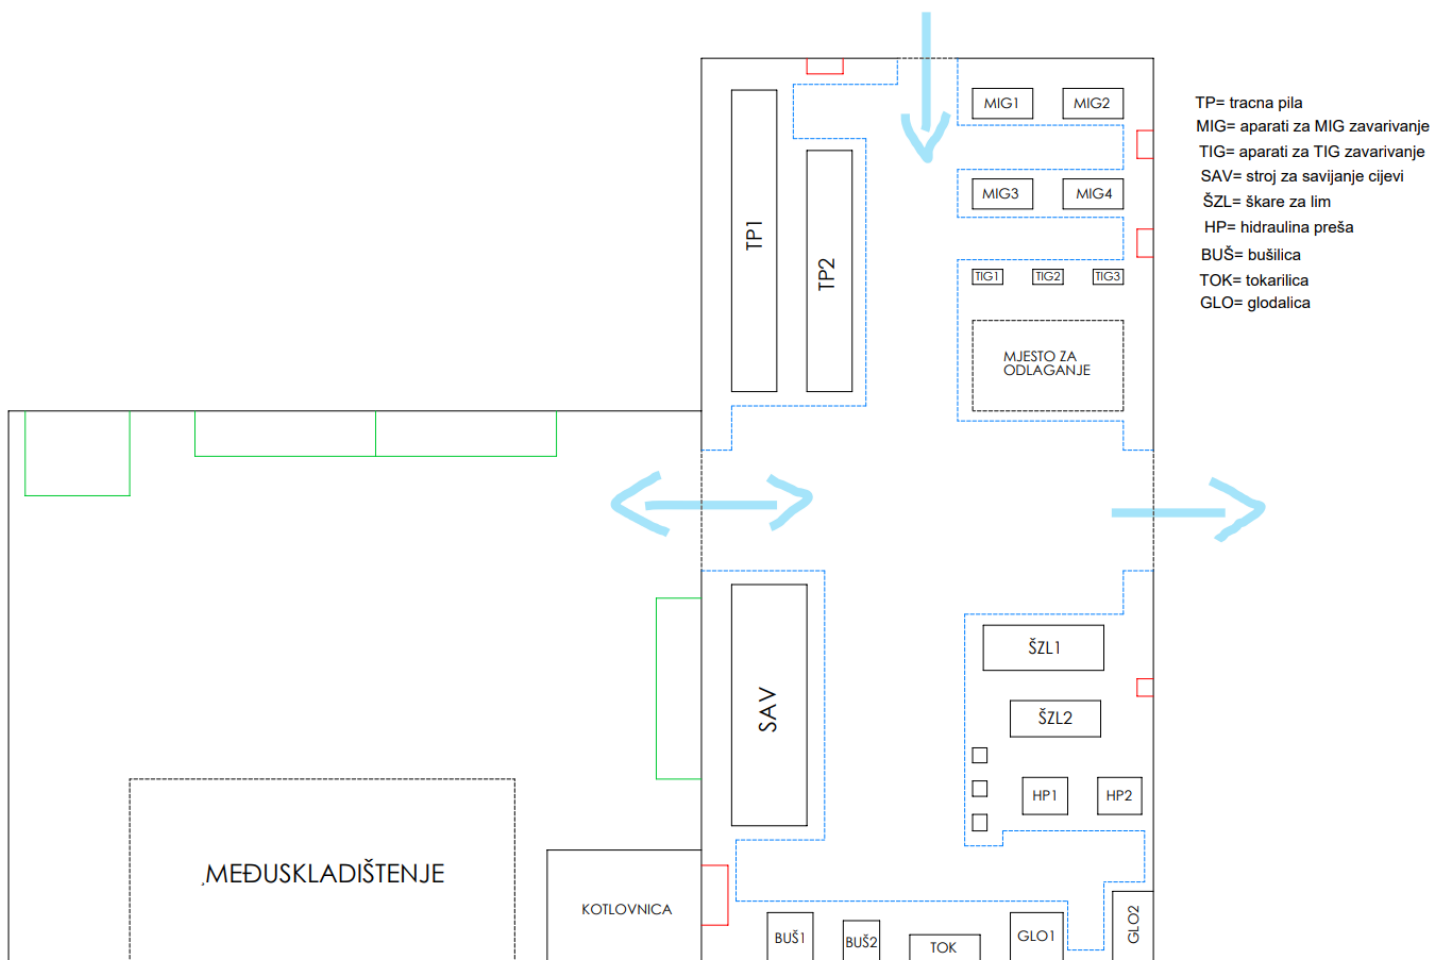 MIG1
MIG2
TP= tracna pila
MIG= aparati za MIG zavarivanje
TIG= aparati za TIG zavarivanje
SAV= stroj za savijanje cijevi
ŠZL= škare za lim
HP= hidraulina preša
BUŠ= bušilica
TOK= tokarilica
GLO= glodalica
MIG3
MIG4
TP1
TP2
TIG1
TIG2
TIG3
MJESTO ZA
ODLAGANJE
ŠZL1
SAV
ŠZL2
HP1
HP2
MEĐUSKLADIŠTENJE
KOTLOVNICA
BUŠ1
BUŠ2
TOK
GLO1
GLO2